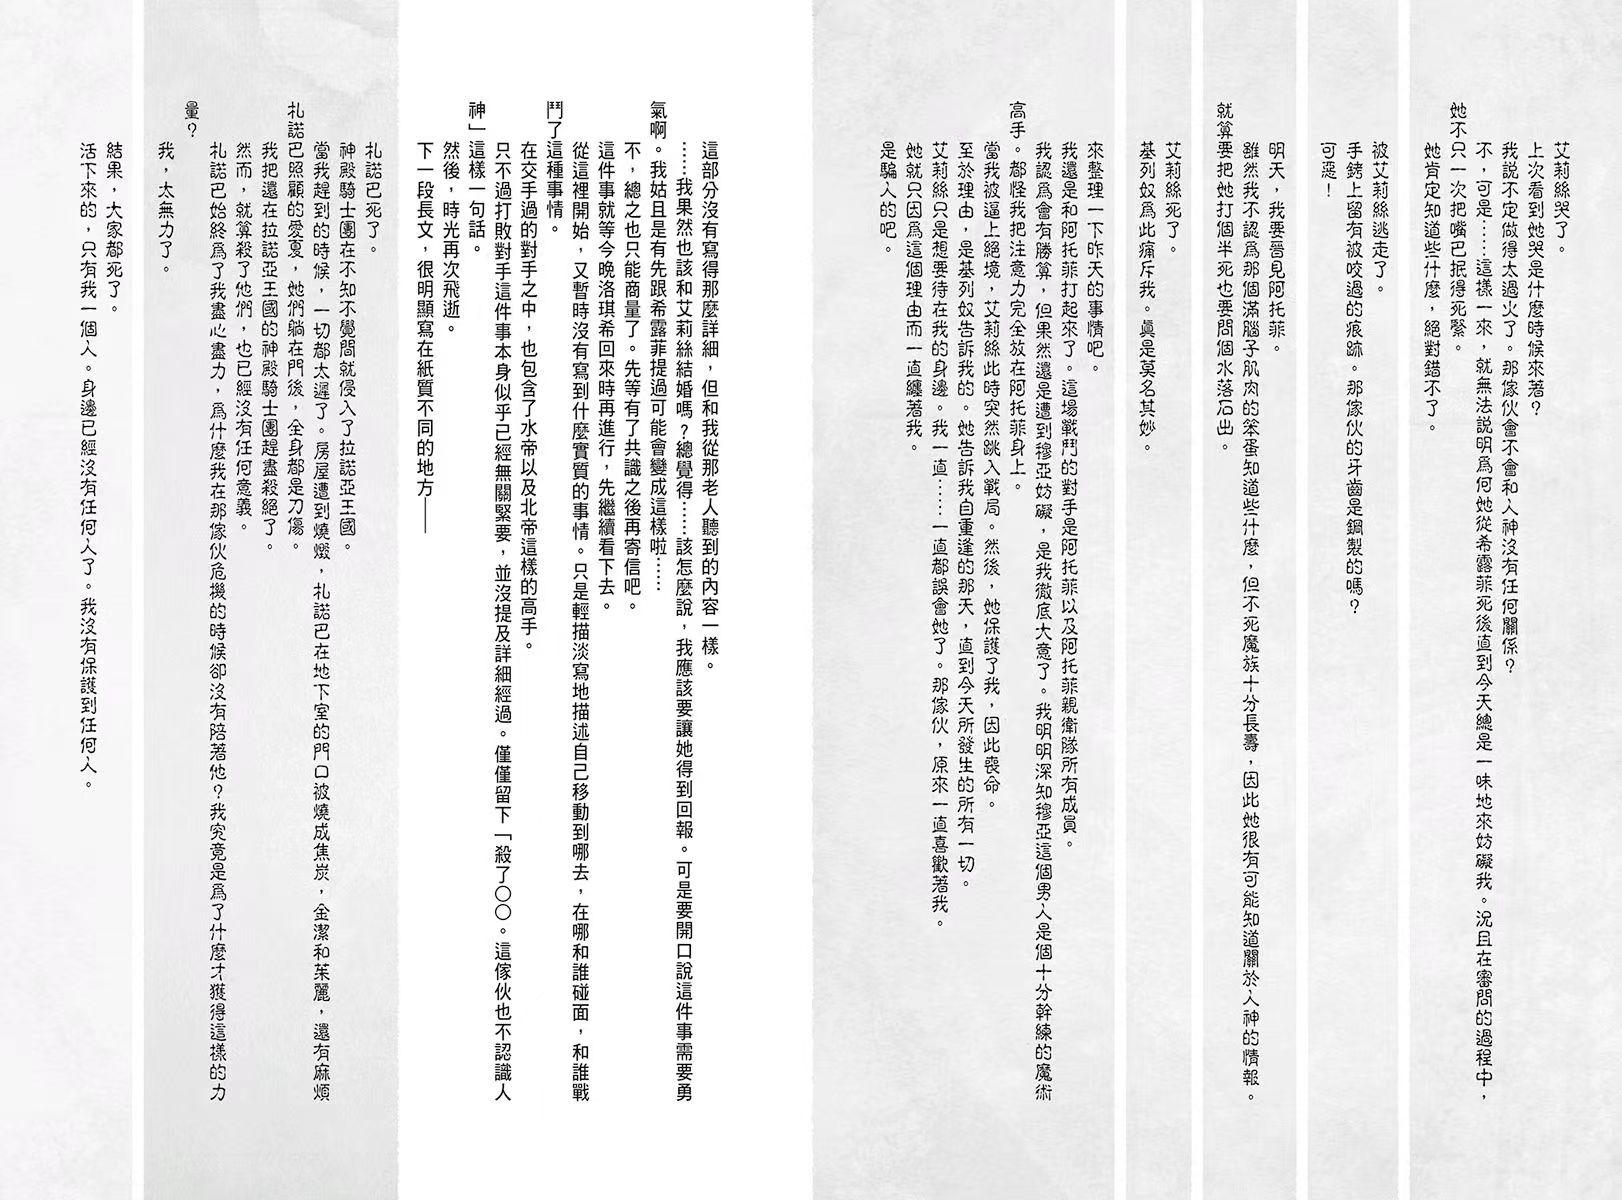 艾莉絲哭了。
上次看到她哭是什麼時候來著？
我說不定做得太過火了。那傢伙會不會和人神沒有任何關係？
不，可是……這樣一來，就無法說明為何她從希露菲死後直到今天總是一味地來妨礙我。況且在審問的過程中，
她不只一次把嘴巴抿得死緊。
她肯定知道些什麼，絕對錯不了。
被艾莉絲逃走了。
手銬上留有被咬過的痕跡。那傢伙的牙齒是鋼製的嗎？
可惡！
明天，我要晉見阿托菲。
雖然我不認為那個滿腦子肌肉的笨蛋知道些什麼，但不死魔族十分長壽，因此她很有可能知道關於人神的情報。
就算要把她打個半死也要問個水落石出。
艾莉絲死了。
基列奴為此痛斥我。真是莫名其妙。
來整理一下昨天的事情吧。
我還是和阿托菲打起來了。這場戰鬥的對手是阿托菲以及阿托菲親衛隊所有成員。
我認為會有勝算，但果然還是遭到穆亞妨礙，是我徹底大意了。我明明深知穆亞這個男人是個十分幹練的魔術
高手。都怪我把注意力完全放在阿托菲身上。
當我被逼上絕境，艾莉絲此時突然跳入戰局。然後，她保護了我，因此喪命。
至於理由，是基列奴告訴我的。她告訴我自重逢的那天，直到今天所發生的所有一切。
艾莉絲只是想要待在我的身邊。我一直……一直都誤會她了。那傢伙，原來一直喜歡著我。
她就只因為這個理由而一直纏著我。
是騙人的吧。
這部分沒有寫得那麼詳細，但和我從那老人聽到的內容一樣。
……我果然也該和艾莉絲結婚嗎？總覺得……該怎麼說，我應該要讓她得到回報。可是要開口說這件事需要勇
氣啊。我姑且是有先跟希露菲提過可能會變成這樣啦……
不，總之也只能商量了。先等有了共識之後再寄信吧。
這件事就等今晚洛琪希回來時再進行，先繼續看下去。
從這裡開始，又暫時沒有寫到什麼實質的事情。只是輕描淡寫地描述自己移動到哪去，在哪和誰碰面，和誰戰
鬥了這種事情。
在交手過的對手之中，也包含了水帝以及北帝這樣的高手。
只不過打敗對手這件事本身似乎已經無關緊要，並沒提及詳細經過。僅僅留下「殺了〇〇。這傢伙也不認識人
神」這樣一句話。
然後，時光再次飛逝。
下一段長文，很明顯寫在紙質不同的地方——
札諾巴死了。
神殿騎士團在不知不覺間就侵入了拉諾亞王國。
當我趕到的時候，一切都太遲了。房屋遭到燒燬，札諾巴在地下室的門口被燒成焦炭，金潔和茱麗，還有麻煩
札諾巴照顧的愛夏，她們躺在門後，全身都是刀傷。
我把還在拉諾亞王國的神殿騎士團趕盡殺絕了。
然而，就算殺了他們，也已經沒有任何意義。
札諾巴始終為了我盡心盡力，為什麼我在那傢伙危機的時候卻沒有陪著他？我究竟是為了什麼才獲得這樣的力
量？
我，太無力了。
結果，大家都死了。
活下來的，只有我一個人。身邊已經沒有任何人了。我沒有保護到任何人。